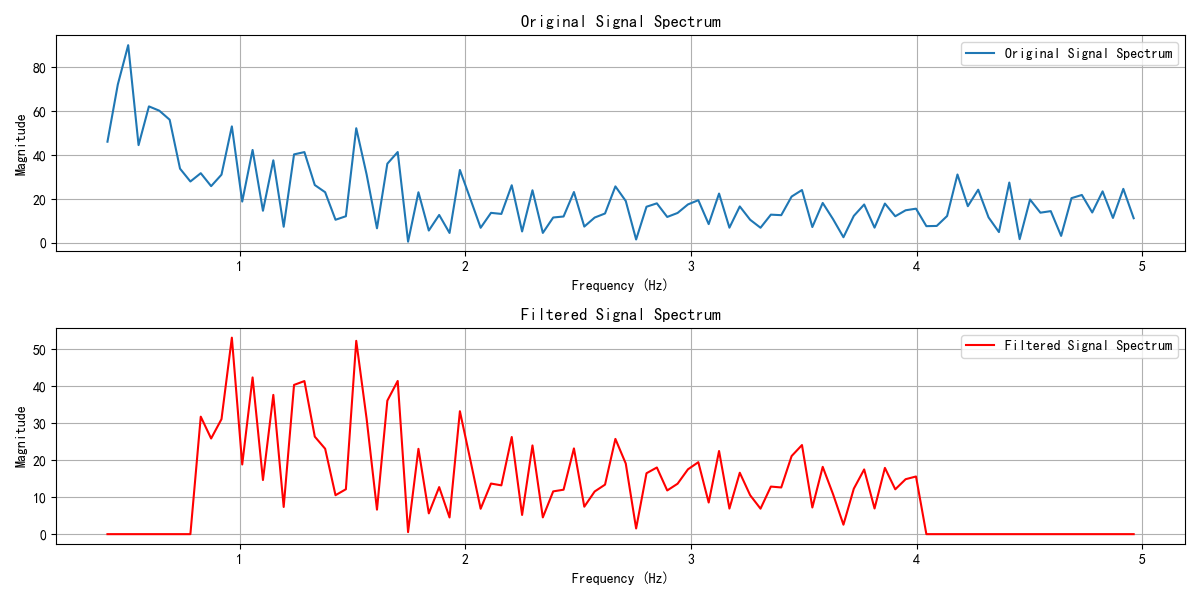 Original Signal Spectrum
Original Signal Spectrum
80
60
40
20
0
Magnitude
1
2
3
4
5
Frequency (Hz)
Filtered Signal Spectrum
Filtered Signal Spectrum
50
40
30
20
10
0
Magnitude
1
2
3
4
5
Frequency (Hz)